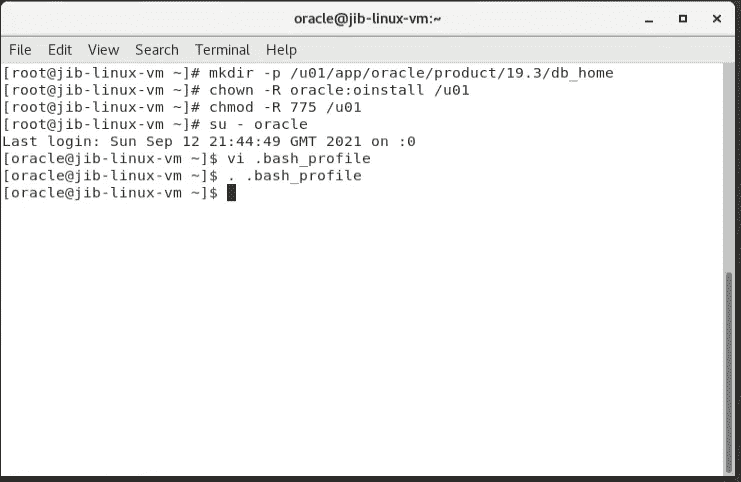 oracle@jib-linux-vm:~
File Edit View Search Terminal Help
[root@jib-linux-vm ~]# mkdir -p /u01/app/oracle/product/19.3/db_home
[root@jib-linux-vm ~]# chown -R oracle:oinstall /u01
[root@jib-linux-vm ~]# chmod -R 775 /u01
[root@jib-linux-vm ~]# su - oracle
Last login: Sun Sep 12 21:44:49 GMT 2021 on :0
[oracle@jib-linux-vm ~]$ vi .bash_profile
[oracle@jib-linux-vm ~]$ . .bash_profile
[oracle@jib-linux-vm ~]$